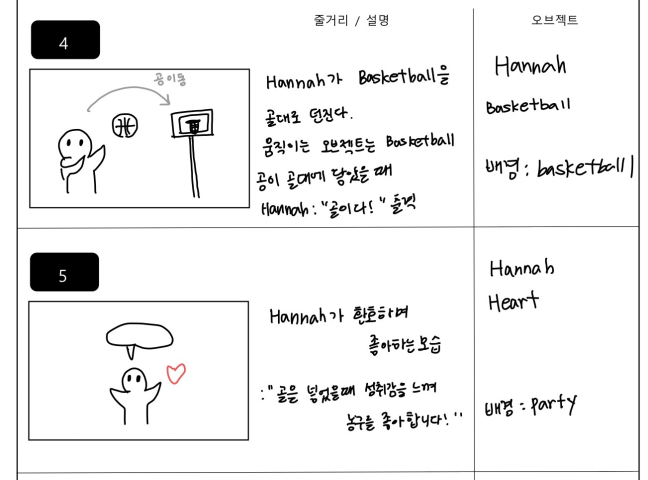 줄거리 / 설명
오브젝트
4
공이동
Hannah가 Basketball을
골대로 던진다.
움직이는 오브젝트는 Basketball
공이 골대에 닿았을 때
Hannah: "골이다!" 출력
Hannah
Basketball
배경: basketball 1
5
Hannah가 환호하며
좋아하는 모습
:"골을 넣었을때 성취감을 느껴
농구를 좋아합니다!"
Hannah
Heart
배경: Party